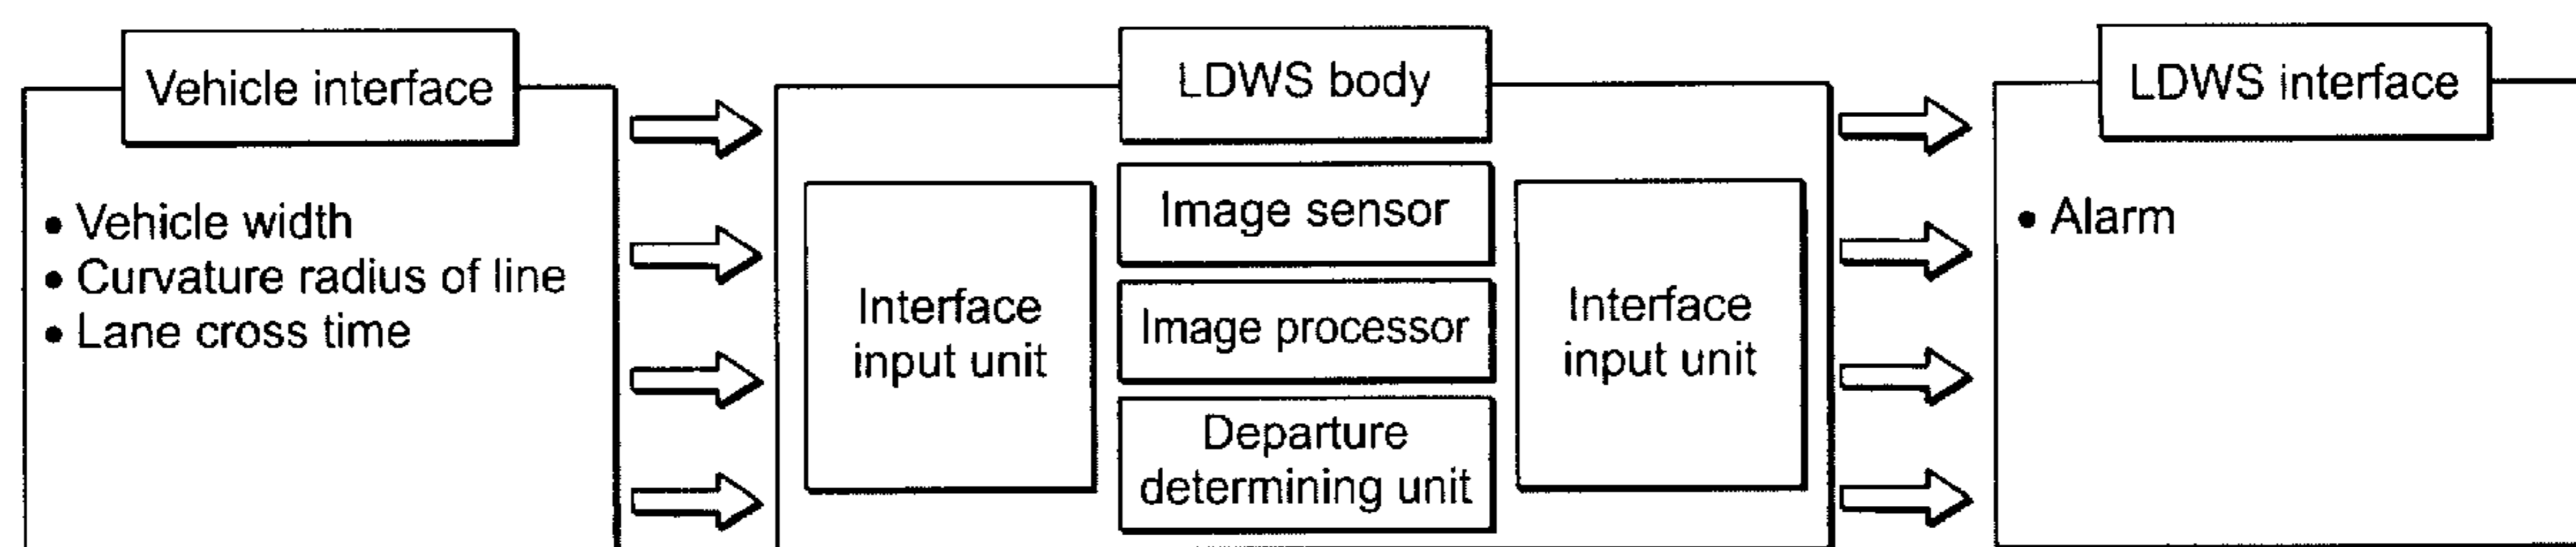 Vehicle interface
• Vehicle width
• Curvature radius of line
• Lane cross time
LDWS body
Interface
input unit
Image sensor
Image processor
Departure
determining unit
Interface
input unit
LDWS interface
• Alarm